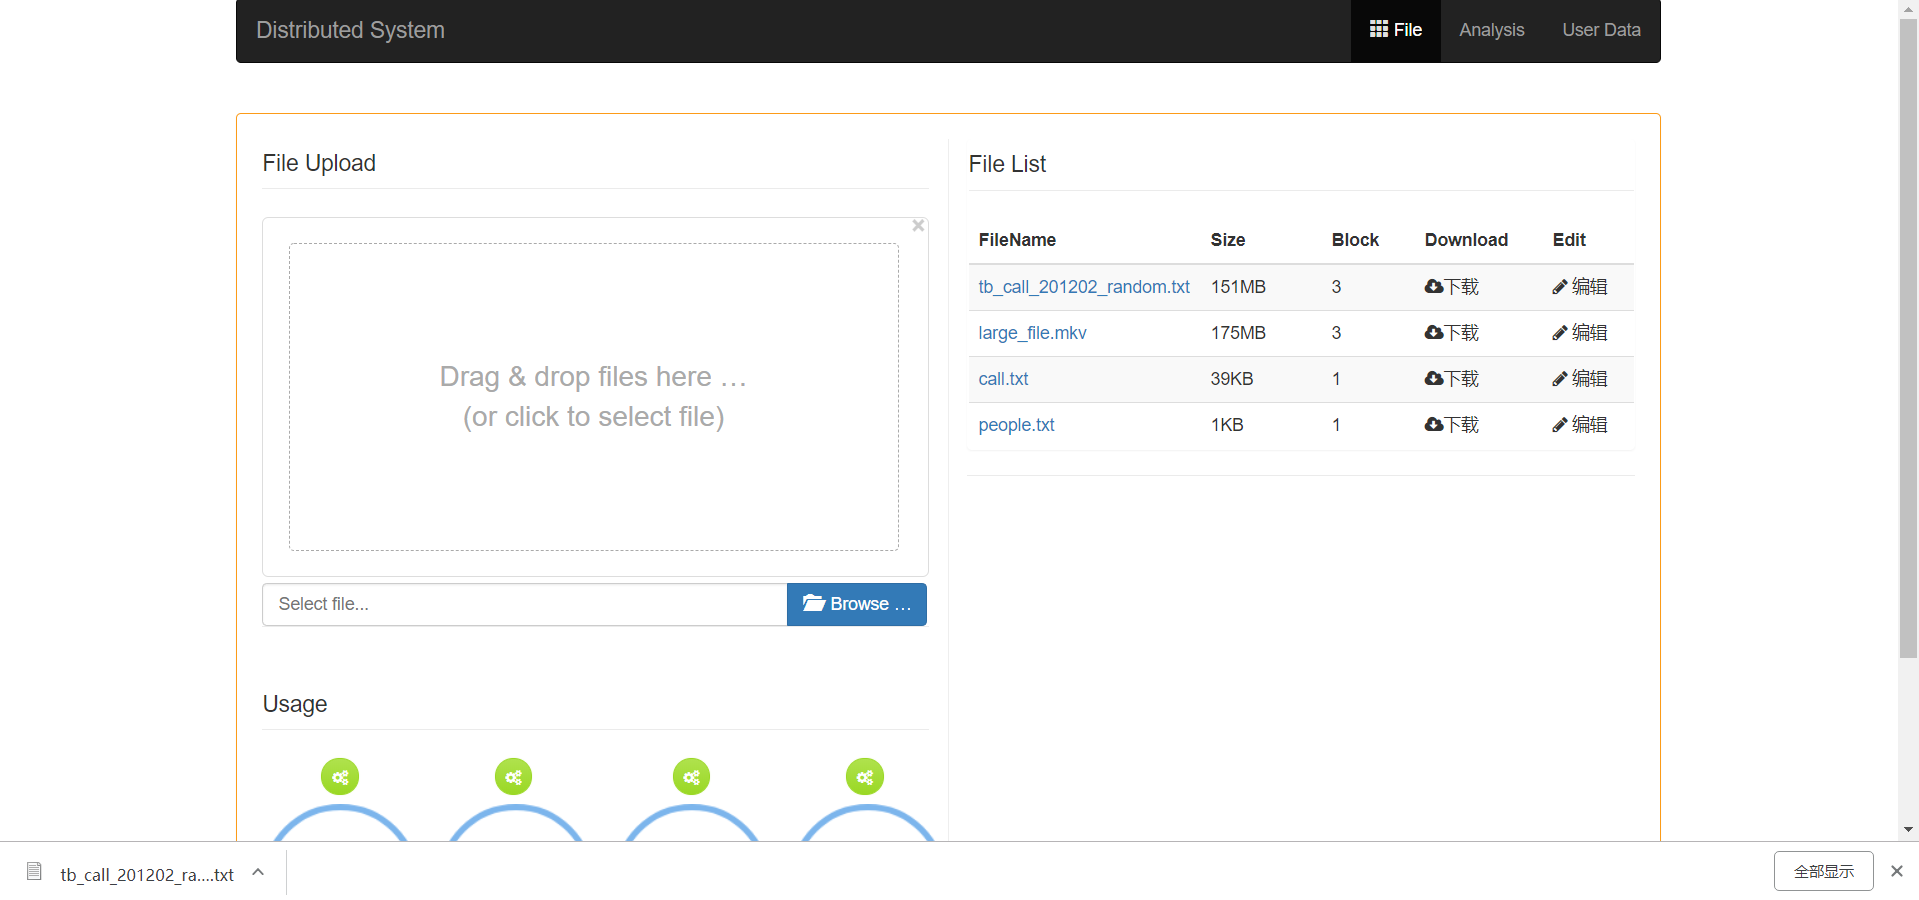 Distributed System
File
Analysis
User Data
File Upload
×
Drag & drop files here …
(or click to select file)
Select file...
Browse …
Usage
File List
FileName Size Block Download Edit
tb_call_201202_random.txt 151MB 3 下载 编辑
large_file.mkv 175MB 3 下载 编辑
call.txt 39KB 1 下载 编辑
people.txt 1KB 1 下载 编辑
tb_call_201202_ra....txt
全部显示